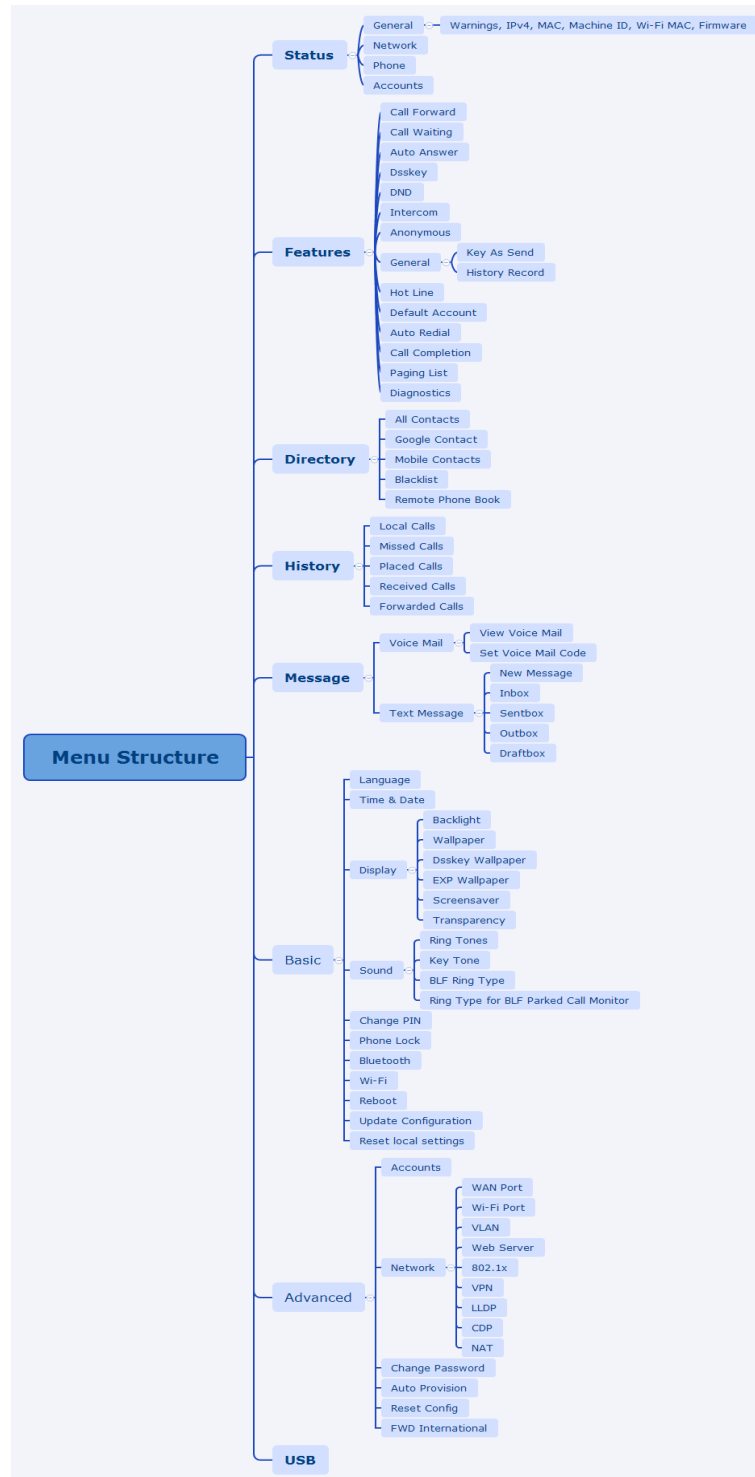 Menu Structure
Status
General
Warnings, IPv4, MAC, Machine ID, Wi-Fi MAC, Firmware
Network
Phone
Accounts
Features
Call Forward
Call Waiting
Auto Answer
Dsskey
DND
Intercom
Anonymous
General
Key As Send
History Record
Hot Line
Default Account
Auto Redial
Call Completion
Paging List
Diagnostics
Directory
All Contacts
Google Contact
Mobile Contacts
Blacklist
Remote Phone Book
History
Local Calls
Missed Calls
Placed Calls
Received Calls
Forwarded Calls
Message
Voice Mail
View Voice Mail
Set Voice Mail Code
Text Message
New Message
Inbox
Sentbox
Outbox
Draftbox
Basic
Language
Time & Date
Display
Backlight
Wallpaper
Dsskey Wallpaper
EXP Wallpaper
Screensaver
Transparency
Sound
Ring Tones
Key Tone
BLF Ring Type
Ring Type for BLF Parked Call Monitor
Change PIN
Phone Lock
Bluetooth
Wi-Fi
Reboot
Update Configuration
Reset local settings
Advanced
Accounts
Network
WAN Port
Wi-Fi Port
VLAN
Web Server
802.1x
VPN
LLDP
CDP
NAT
Change Password
Auto Provision
Reset Config
FWD International
USB